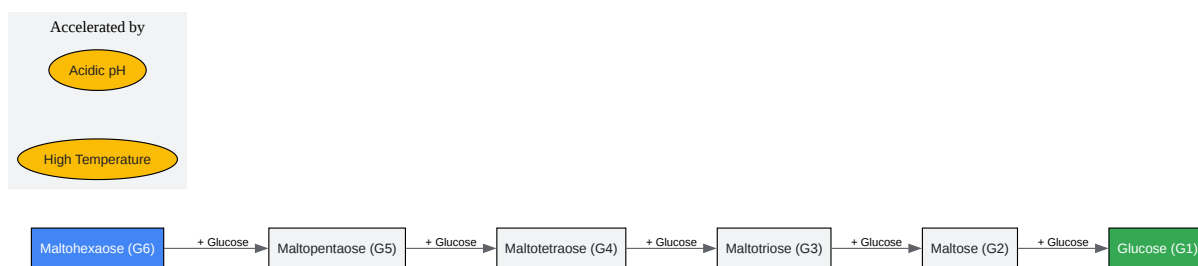 Accelerated by
Acidic pH
High Temperature
Maltohexaose (G6)
+ Glucose
Maltopentaose (G5)
+ Glucose
Maltotetraose (G4)
+ Glucose
Maltotriose (G3)
+ Glucose
Maltose (G2)
+ Glucose
Glucose (G1)